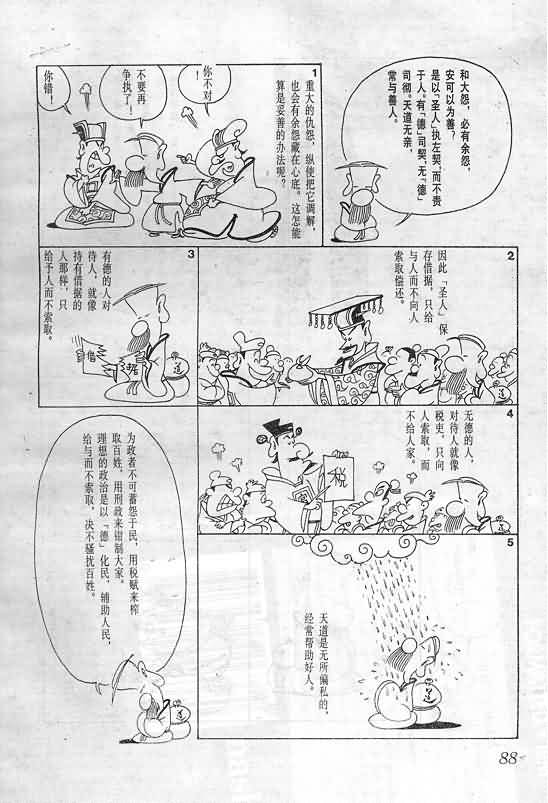 和大怨，必有余怨，
安可以为善？
是以「圣人」执左契，而不责
于人。有「德」司契，无「德」
司彻。天道无亲，
常与善人。
1
重大的仇怨，纵使把它调解，
也会有余怨藏在心底。这怎能
算是妥善的办法呢？
你不对
！
不要再
争执了！
你错！
2
因此「圣人」保
存借据，只给
与人而不向人
索取偿还。
3
有德的人对
待人，就像
持有借据的
人那样，只
给予人而不索取。
借
据
道
4
无德的人，
对待人就像
税吏，只向
人索取，而
不给人家。
税
5
天道是无所偏私的，
经常帮助好人。
道
为政者不可蓄怨于民，用税赋来榨
取百姓，用刑政来钳制大家。
理想的政治是以「德」化民，辅助人民，
给与而不索取，决不骚扰百姓。
道
88